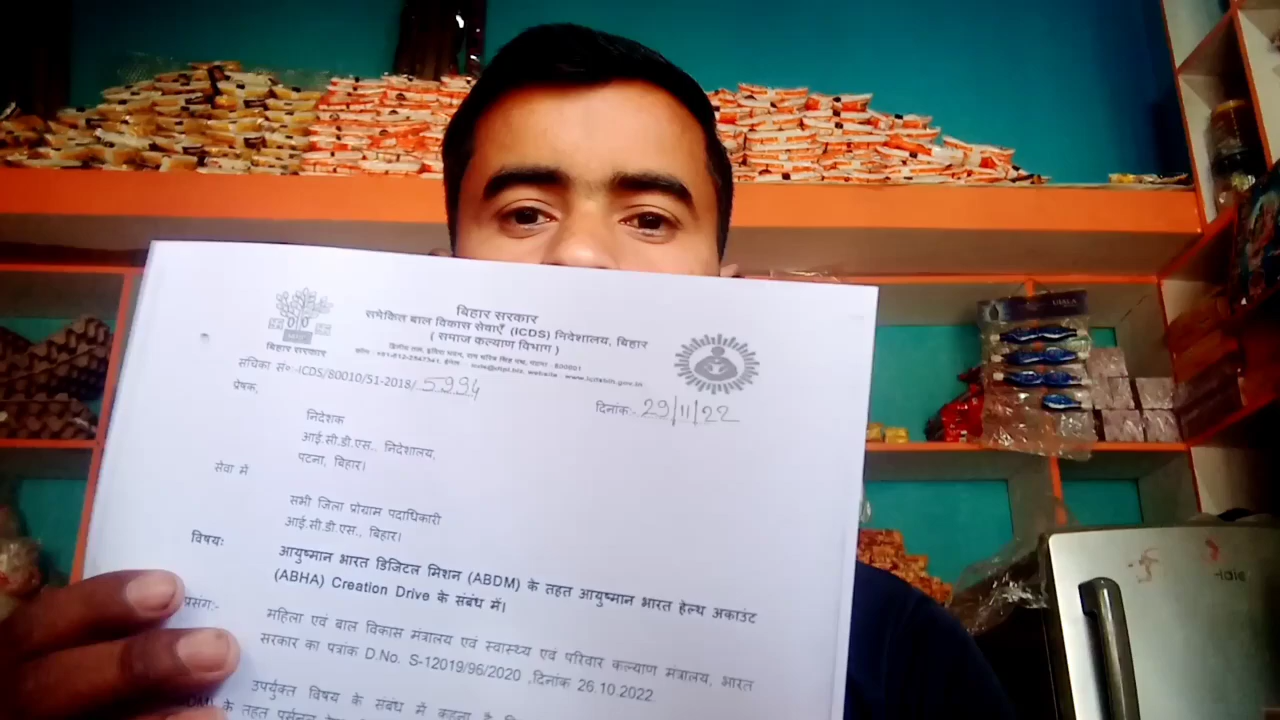 बिहार सरकार
समेकित बाल विकास सेवाएँ (ICDS) निदेशालय, बिहार
( समाज कल्याण विभाग )
बिहार सरकार
संचिका सं०:-ICDS/80010/51-2018/.5994
दिनांक:-.29/11/22
प्रेषक,
निदेशक
आई.सी.डी.एस., निदेशालय,
पटना, बिहार।
सेवा में
सभी जिला प्रोग्राम पदाधिकारी
आई.सी.डी.एस., बिहार।
विषयः
आयुष्मान भारत डिजिटल मिशन (ABDM) के तहत आयुष्मान भारत हेल्थ अकाउंट
(ABHA) Creation Drive के संबंध में।
प्रसंग:-
महिला एवं बाल विकास मंत्रालय एवं स्वास्थ्य एवं परिवार कल्याण मंत्रालय, भारत
सरकार का पत्रांक D.No. S-12019/96/2020 ,दिनांक 26.10.2022
उपर्युक्त विषय के संबंध में कहना है
के तहत
UJALA